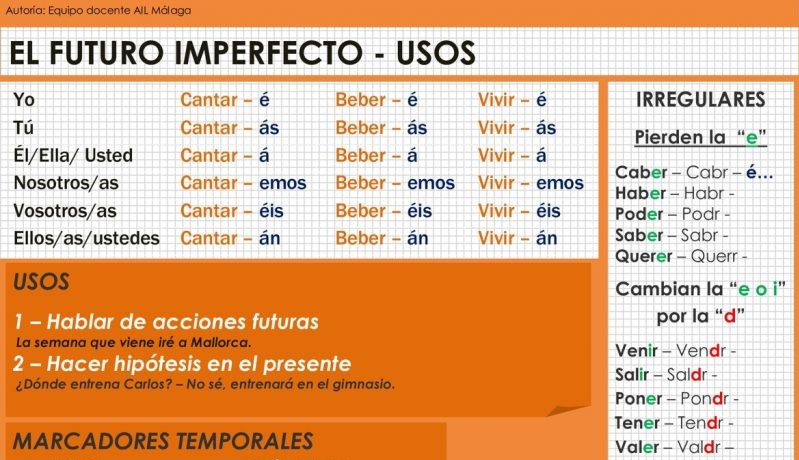 Autoría: Equipo docente AIL Málaga
EL FUTURO IMPERFECTO - USOS
Yo Cantar – é Beber – é Vivir – é
Tú Cantar – ás Beber – ás Vivir – ás
Él/Ella/ Usted Cantar – á Beber – á Vivir – á
Nosotros/as Cantar – emos Beber – emos Vivir – emos
Vosotros/as Cantar – éis Beber – éis Vivir – éis
Ellos/as/ustedes Cantar – án Beber – án Vivir – án
USOS
1 – Hablar de acciones futuras
La semana que viene iré a Mallorca.
2 – Hacer hipótesis en el presente
¿Dónde entrena Carlos? – No sé, entrenará en el gimnasio.
MARCADORES TEMPORALES
IRREGULARES
Pierden la “e”
Caber – Cabr – é…
Haber – Habr -
Poder – Podr -
Saber – Sabr -
Querer – Querr -
Cambian la “e o i”
por la “d”
Venir – Vendr -
Salir – Saldr -
Poner – Pondr -
Tener – Tendr -
Valer – Valdr –